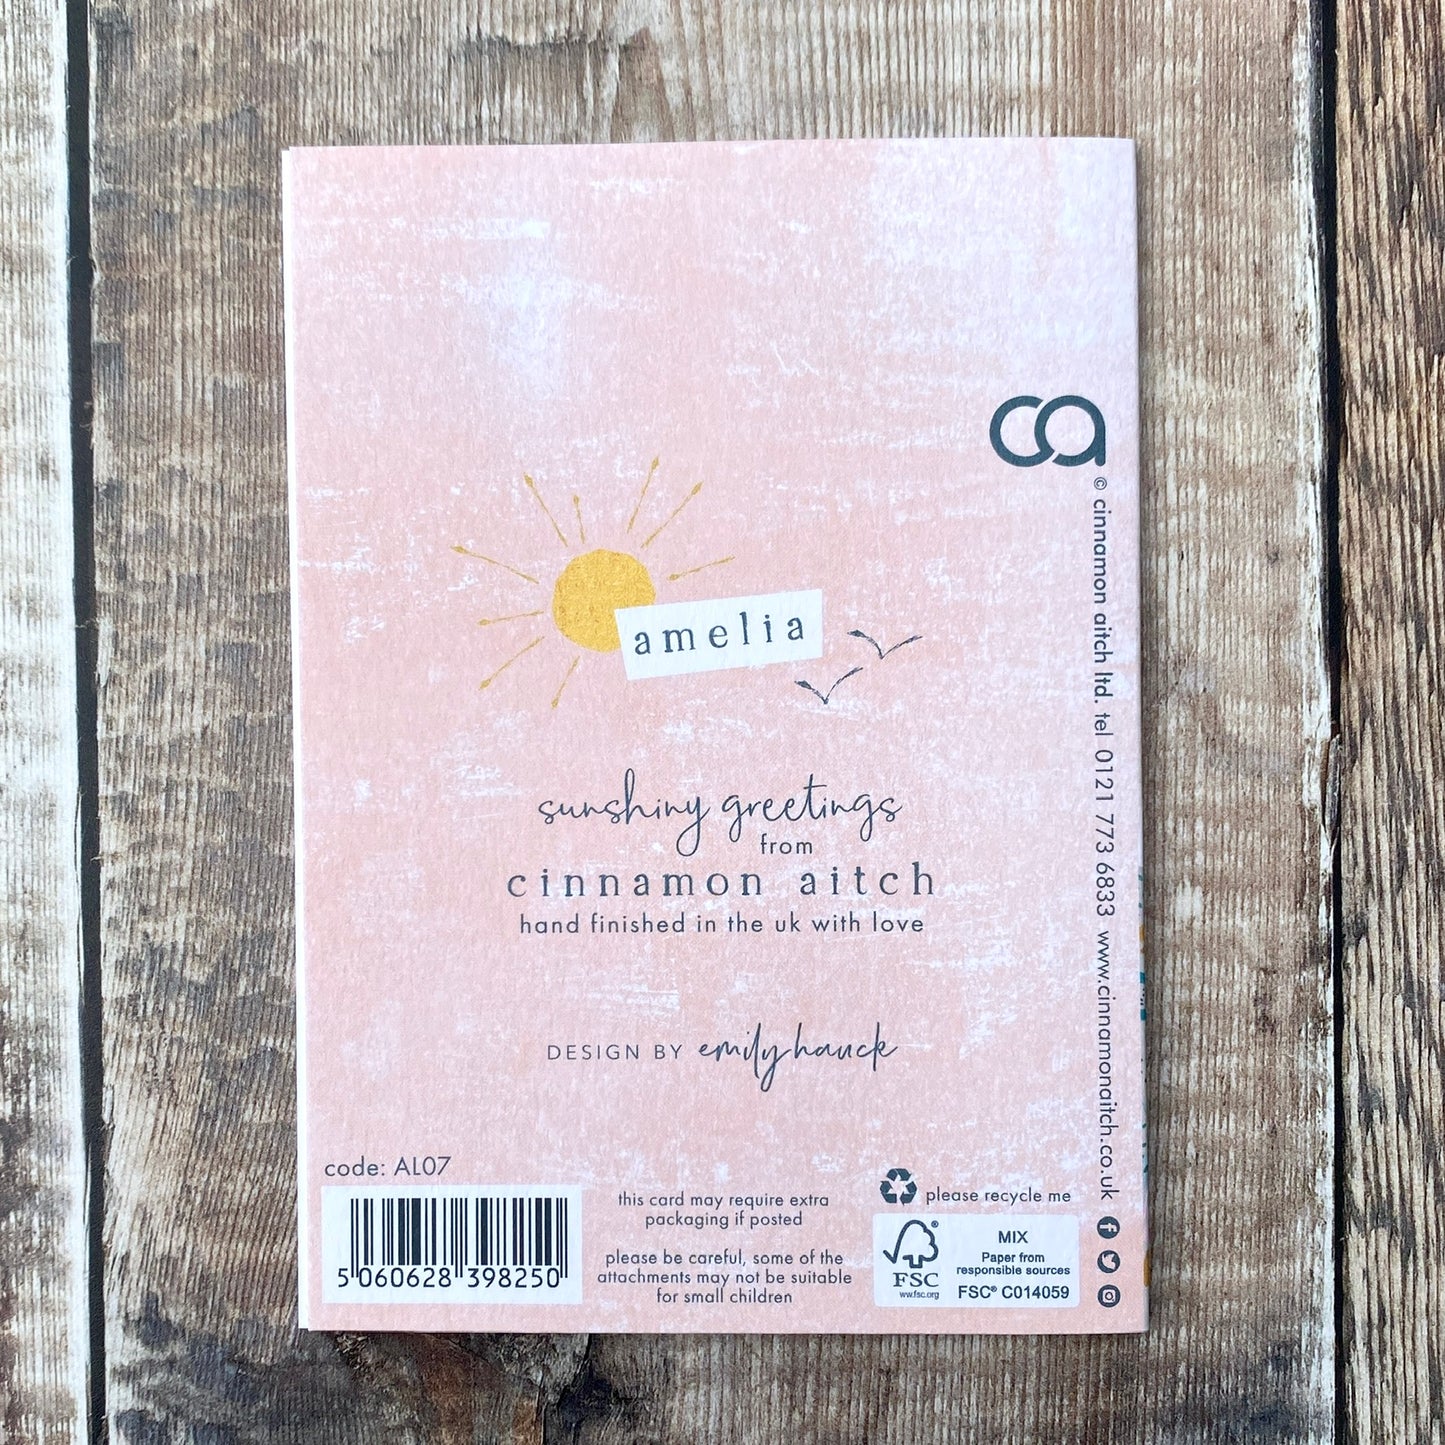 amelia
sunshiny greetings
from
cinnamon aitch
hand finished in the uk with love
DESIGN BY emily hauck
code: AL07
5 060628 398250
this card may require extra
packaging if posted
please be careful, some of the
attachments may not be suitable
for small children
please recycle me
FSC®
www.fsc.org
MIX
Paper from
responsible sources
FSC® C014059
ca
© cinnamon aitch ltd. tel 0121 773 6833 www.cinnamonaitch.co.uk